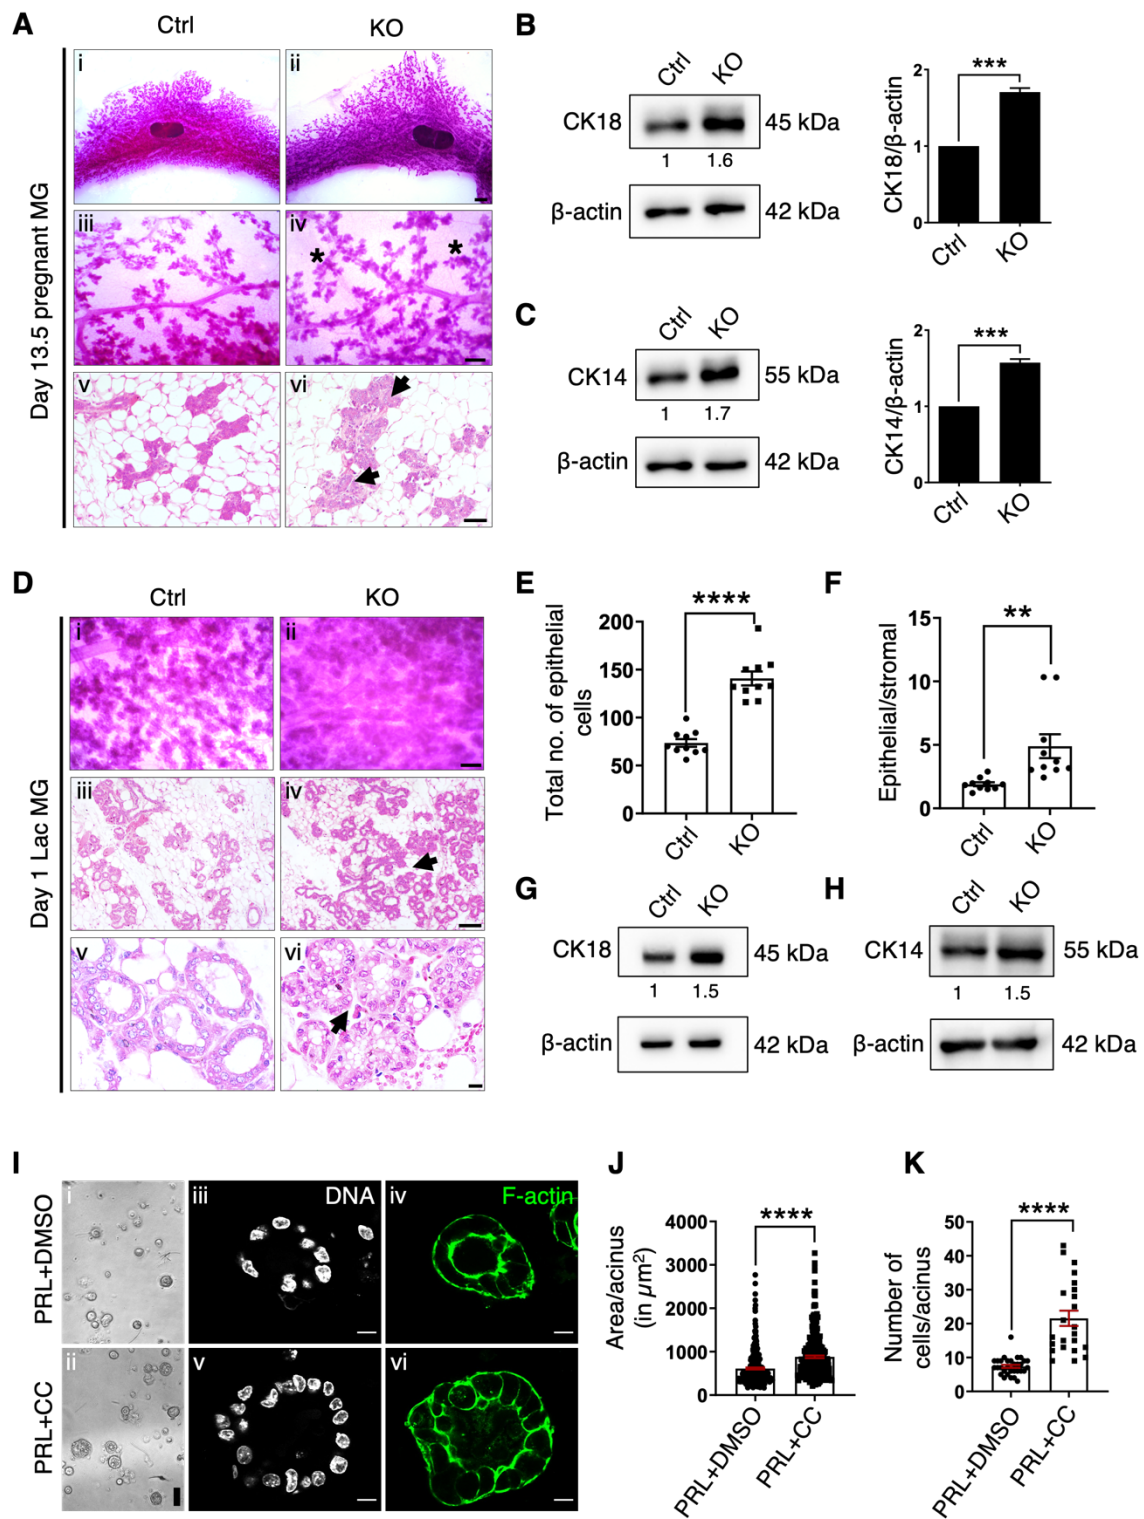 A
Ctrl
KO
Day 13.5 pregnant MG
i
ii
iii
iv
*
*
v
vi
B
Ctrl
KO
CK18
45 kDa
1
1.6
β-actin
42 kDa
CK18/β-actin
2
1
0
***
Ctrl
KO
C
Ctrl
KO
CK14
55 kDa
1
1.7
β-actin
42 kDa
CK14/β-actin
2
1
0
***
Ctrl
KO
D
Ctrl
KO
Day 1 Lac MG
i
ii
iii
iv
v
vi
E
Total no. of epithelial
cells
200
150
100
50
0
****
Ctrl
KO
F
Epithelial/stromal
15
10
5
0
**
Ctrl
KO
G
Ctrl
KO
CK18
45 kDa
1
1.5
β-actin
42 kDa
H
Ctrl
KO
CK14
55 kDa
1
1.5
β-actin
42 kDa
I
PRL+DMSO
i
iii
DNA
iv
F-actin
PRL+CC
ii
v
vi
J
Area/acinus
(in µm²)
4000
3000
2000
1000
0
****
PRL+DMSO
PRL+CC
K
Number of
cells/acinus
50
40
30
20
10
0
****
PRL+DMSO
PRL+CC